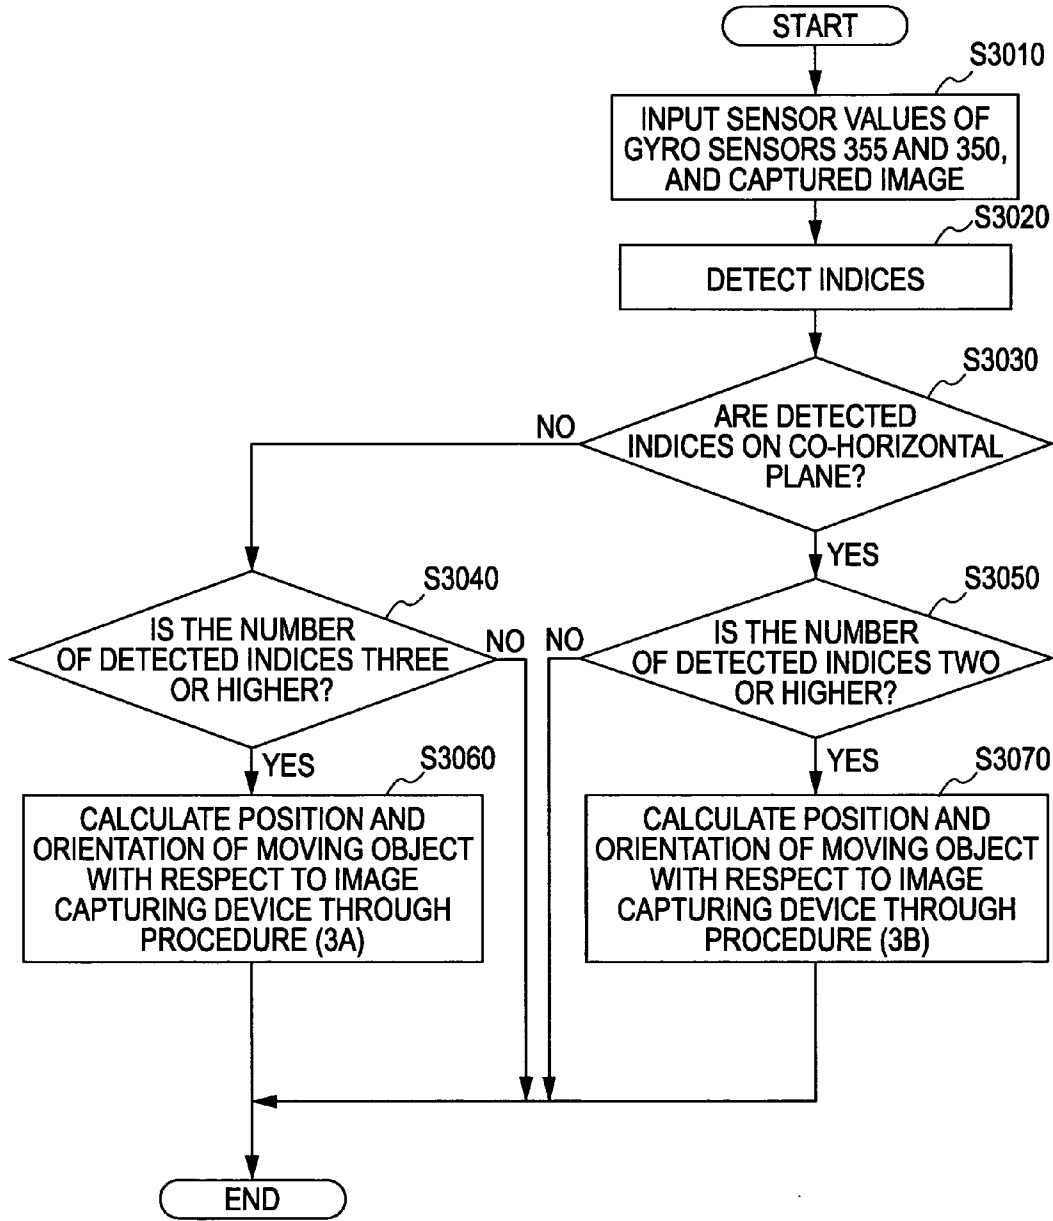 START
S3010
INPUT SENSOR VALUES OF
GYRO SENSORS 355 AND 350,
AND CAPTURED IMAGE
S3020
DETECT INDICES
S3030
ARE DETECTED
INDICES ON CO-HORIZONTAL
PLANE?
NO
YES
S3040
IS THE NUMBER
OF DETECTED INDICES THREE
OR HIGHER?
NO
YES
S3050
IS THE NUMBER
OF DETECTED INDICES TWO
OR HIGHER?
NO
YES
S3060
CALCULATE POSITION AND
ORIENTATION OF MOVING OBJECT
WITH RESPECT TO IMAGE
CAPTURING DEVICE THROUGH
PROCEDURE (3A)
S3070
CALCULATE POSITION AND
ORIENTATION OF MOVING OBJECT
WITH RESPECT TO IMAGE
CAPTURING DEVICE THROUGH
PROCEDURE (3B)
END